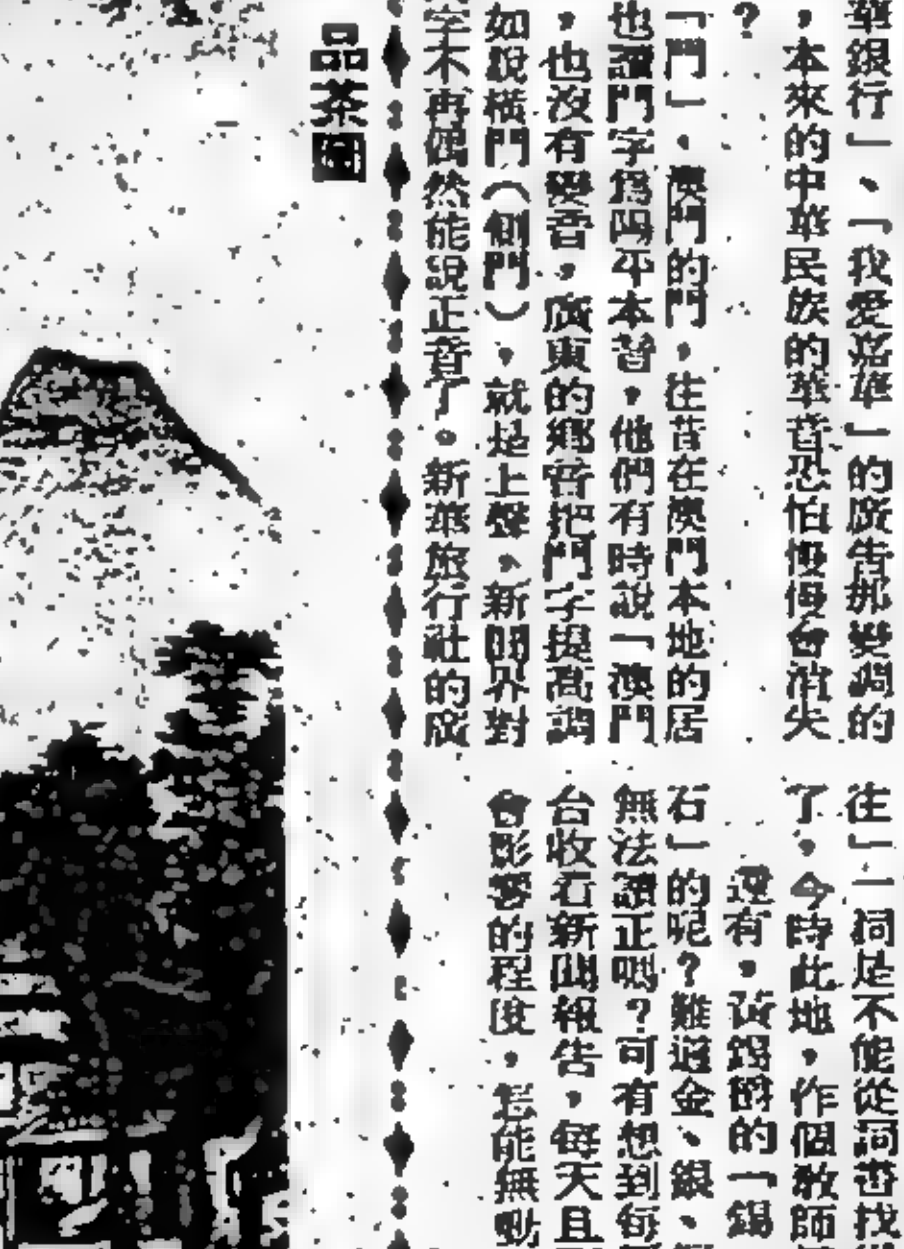 華銀行」、「我愛嘉華」的廣告那變調的
，本來的中華民族的華音恐怕慢慢會消失
？
「門」，澳門的門，往昔在澳門本地的居
也讀門字爲陽平本音，他們有時說「澳門
，也沒有變音，廣東的鄉音把門字提高調
如說橫門（側門），就是上聲。新聞界對
字不再偶然能說正音了。新華旅行社的廣
往」一詞是不能從詞書找
了。今時此地，作個教師
還有，黃錫爵的「錫
石」的呢？難道金、銀、
無法讀正嗎？可有想到每
台收看新聞報告，每天且
會影響的程度，怎能無動
品茶園